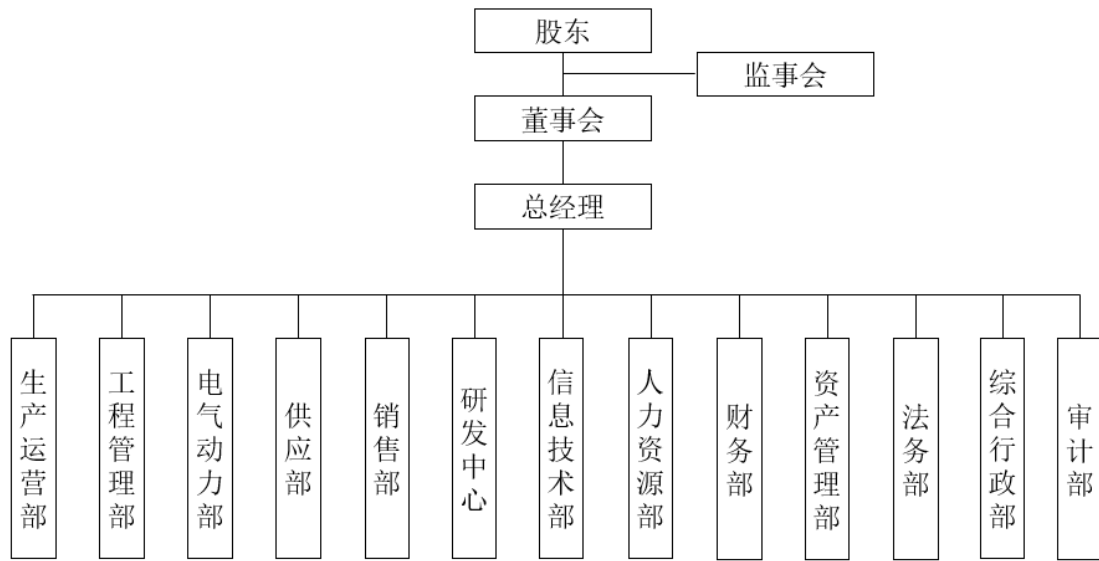 股东
监事会
董事会
总经理
生产运营部
工程管理部
电气动力部
供应部
销售部
研发中心
信息技术部
人力资源部
财务部
资产管理部
法务部
综合行政部
审计部